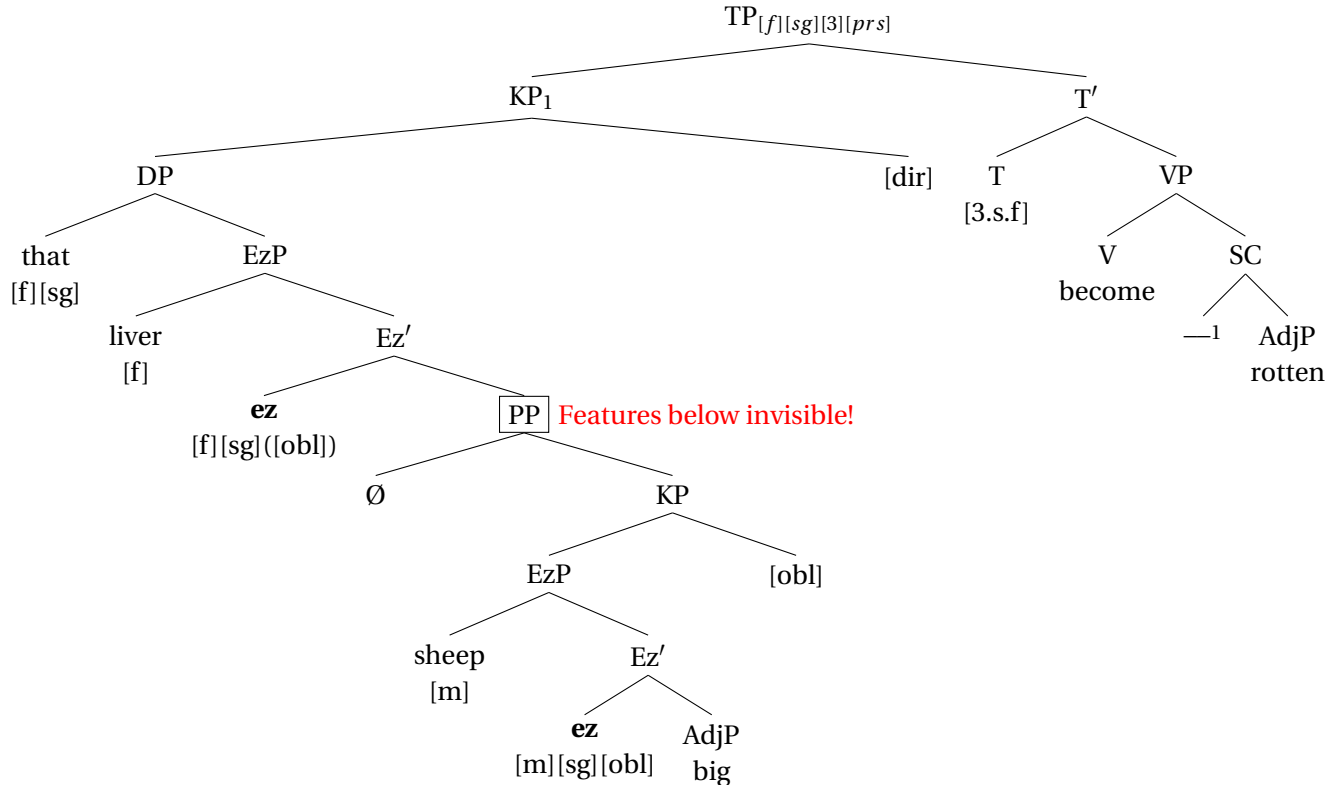 TP[f][sg][3][prs]
KP1 T′
DP [dir] T VP
[3.s.f]
that EzP V SC
[f][sg] become
liver Ez′ —1 AdjP
[f] rotten
ez PP Features below invisible!
[f][sg]([obl])
Ø KP
EzP [obl]
sheep Ez′
[m]
ez AdjP
[m][sg][obl] big